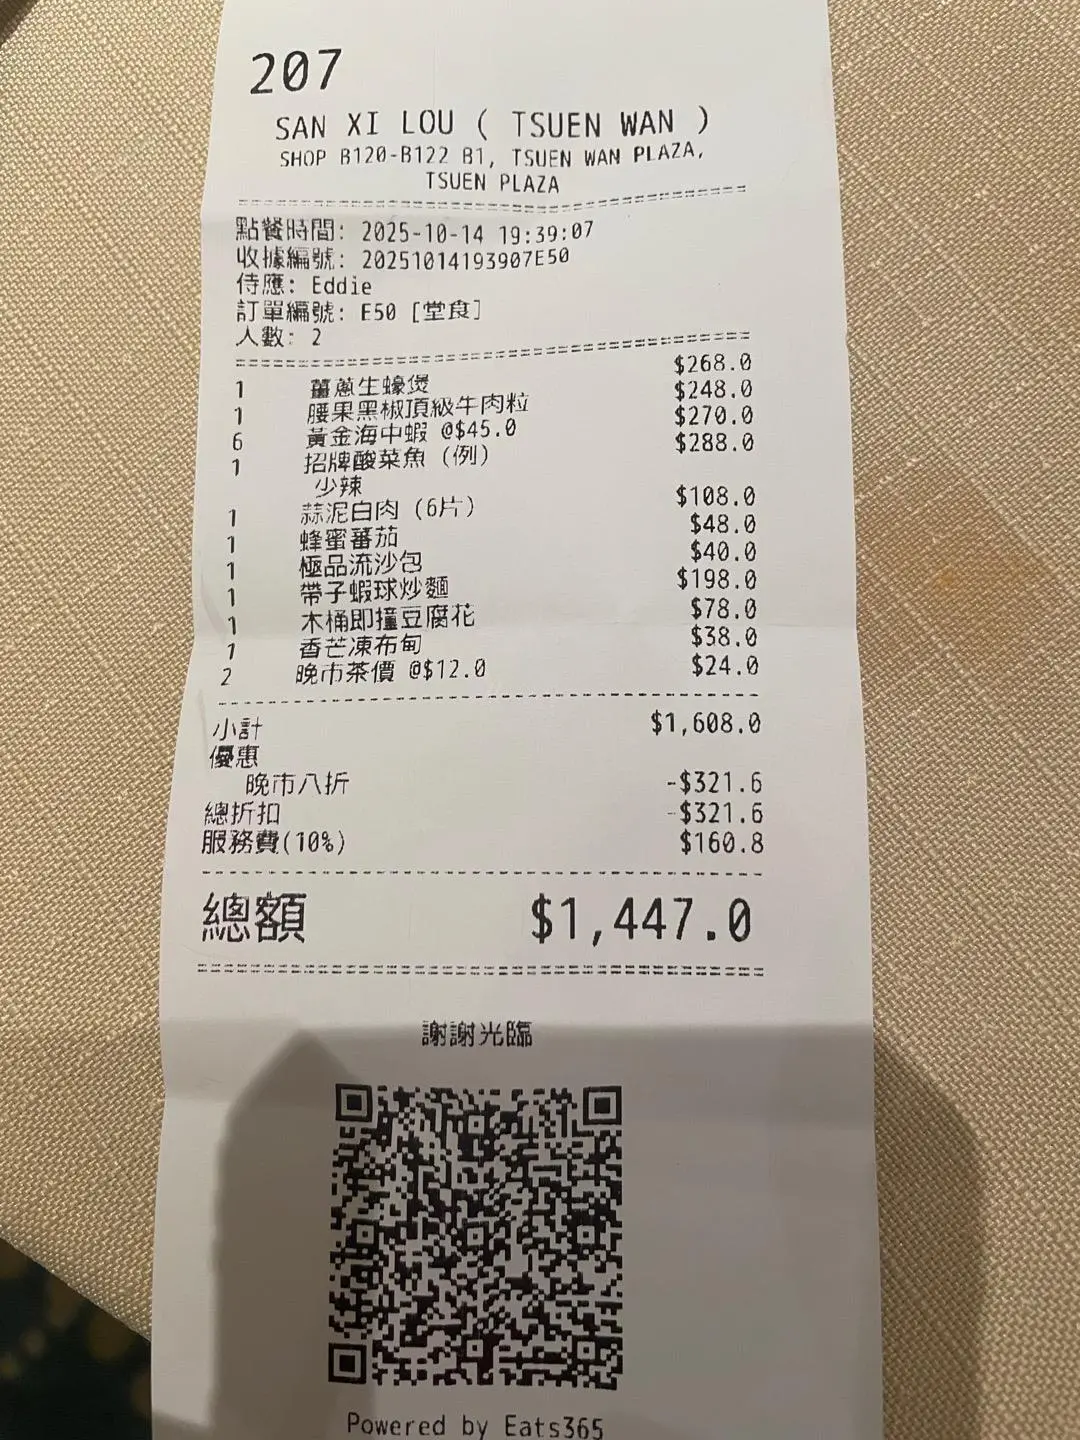 207
SAN XI LOU ( TSUEN WAN )
SHOP B120-B122 B1, TSUEN WAN PLAZA,
TSUEN PLAZA
點餐時間: 2025-10-14 19:39:07
收據編號: 20251014193907E50
侍應: Eddie
訂單編號: E50 [堂食]
人數: 2
1 薑蔥生蠔煲 $268.0
1 腰果黑椒頂級牛肉粒 $248.0
6 黃金海中蝦 @$45.0 $270.0
1 招牌酸菜魚 (例) $288.0
少辣
1 蒜泥白肉 (6片) $108.0
1 蜂蜜蕃茄 $48.0
1 極品流沙包 $40.0
1 帶子蝦球炒麵 $198.0
1 木桶即撞豆腐花 $78.0
1 香芒凍布甸 $38.0
2 晚市茶價 @$12.0 $24.0
小計 $1,608.0
優惠
晚市八折 -$321.6
總折扣 -$321.6
服務費(10%) $160.8
總額 $1,447.0
謝謝光臨
Powered by Eats365